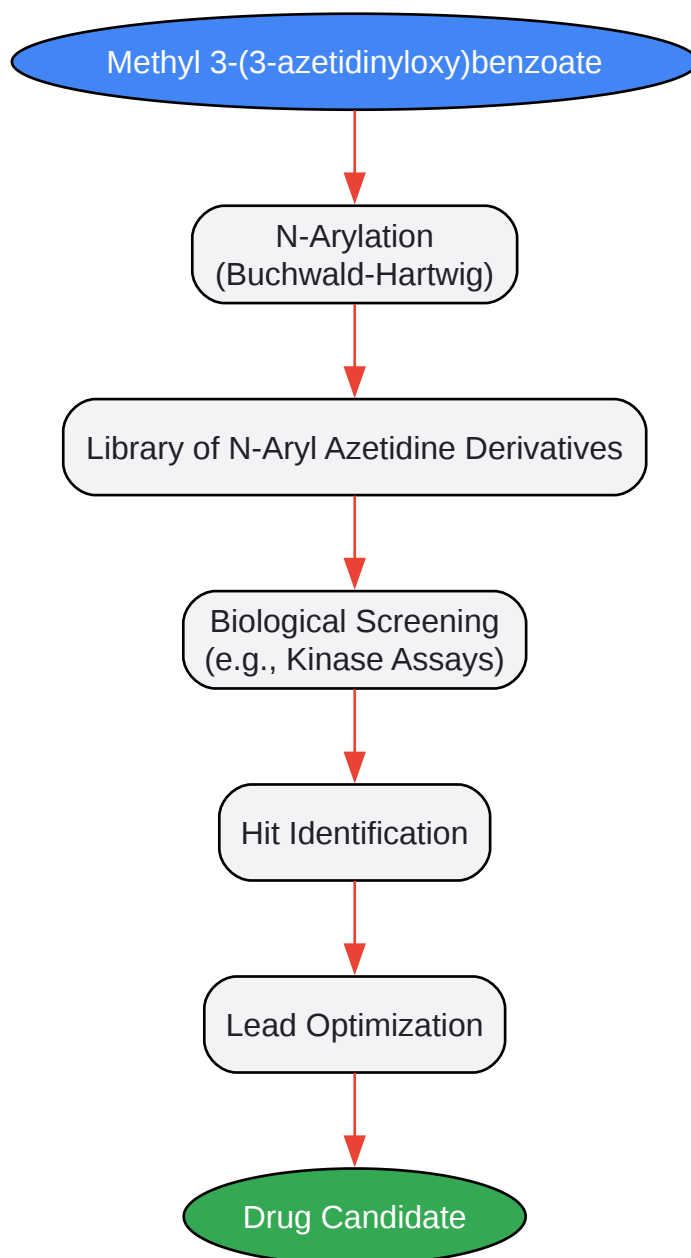 Methyl 3-(3-azetidinyloxy)benzoate
N-Arylation
(Buchwald-Hartwig)
Library of N-Aryl Azetidine Derivatives
Biological Screening
(e.g., Kinase Assays)
Hit Identification
Lead Optimization
Drug Candidate